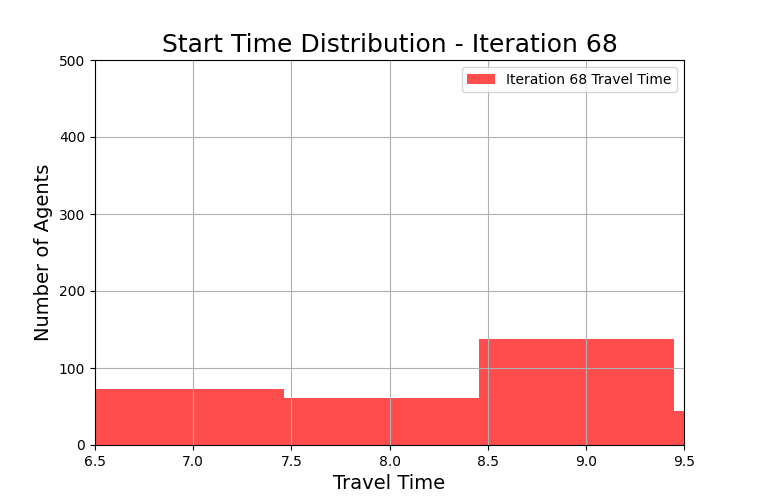 Start Time Distribution - Iteration 68
Iteration 68 Travel Time
Number of Agents
500
400
300
200
100
0
6.5 7.0 7.5 8.0 8.5 9.0 9.5
Travel Time